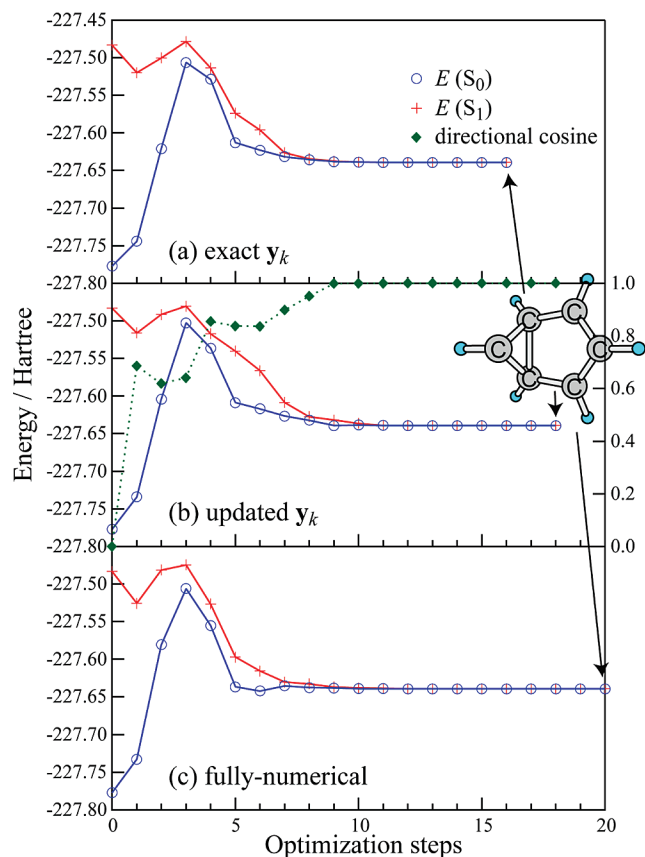 -227.45
-227.50
-227.55
-227.60
-227.65
-227.70
-227.75
-227.80
E (S0)
E (S1)
directional cosine
(a) exact yk
-227.50
-227.55
-227.60
-227.65
-227.70
-227.75
-227.80
1.0
0.8
0.6
0.4
0.2
0.0
C
C
C
C
C
C
(b) updated yk
Energy / Hartree
-227.50
-227.55
-227.60
-227.65
-227.70
-227.75
-227.80
(c) fully-numerical
0
5
10
15
20
Optimization steps